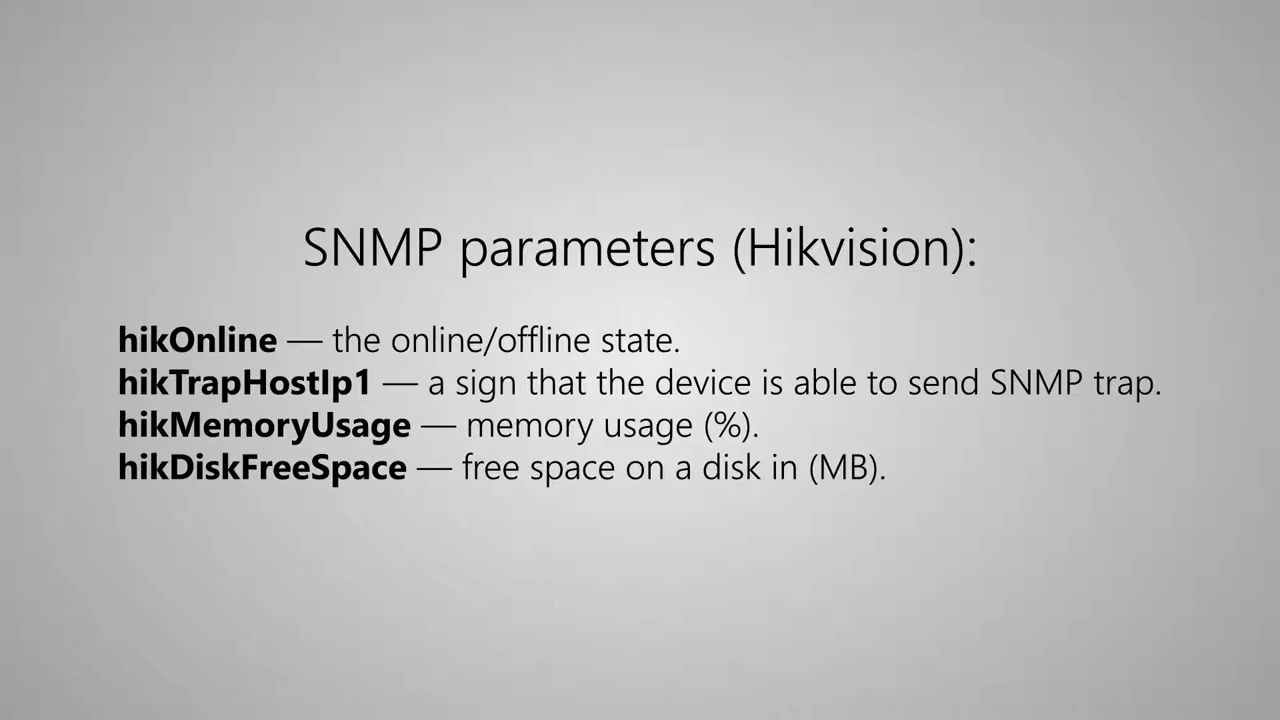 SNMP parameters (Hikvision):
hikOnline — the online/offline state.
hikTrapHostIp1 — a sign that the device is able to send SNMP trap.
hikMemoryUsage — memory usage (%).
hikDiskFreeSpace — free space on a disk in (MB).